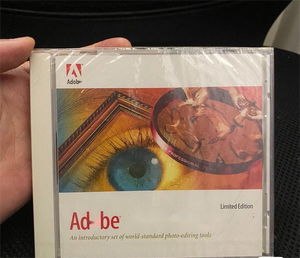 Adobe
Limited Edition
Ad be
An introductory set of world-standard photo-editing tools